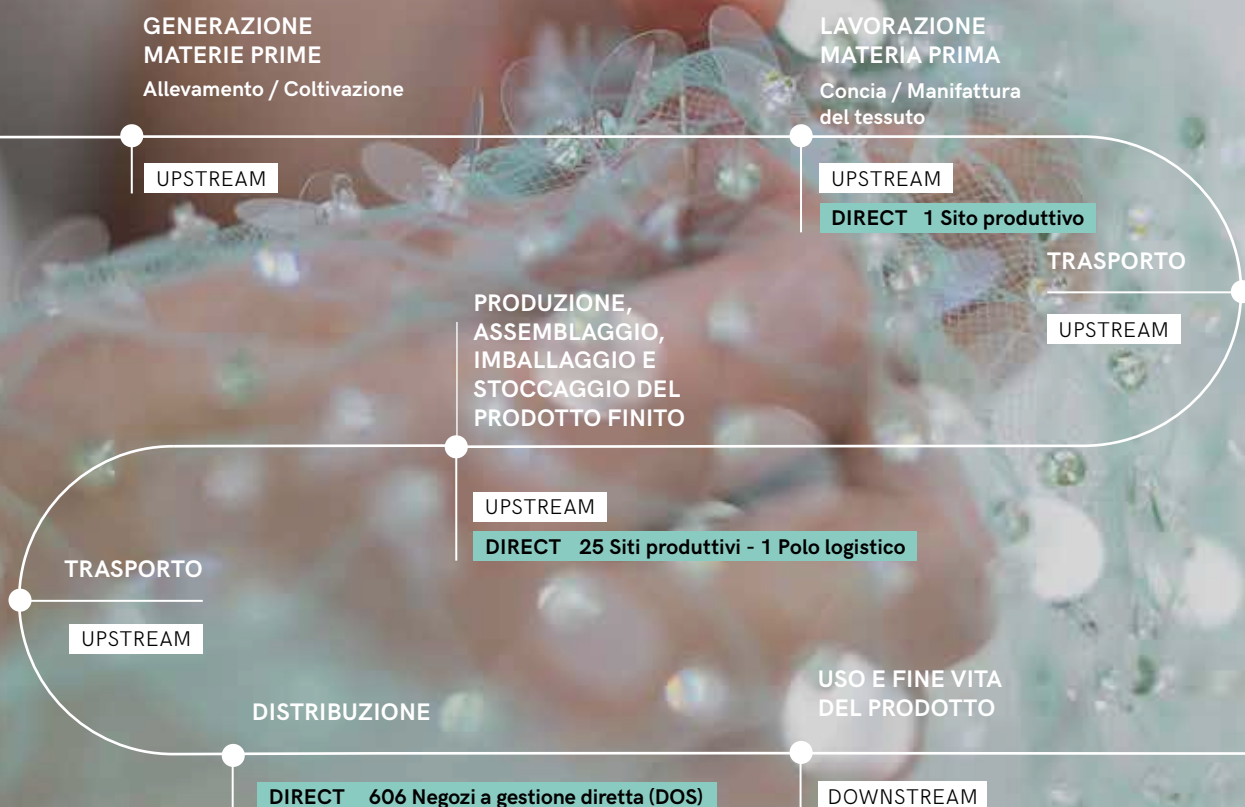 GENERAZIONE
MATERIE PRIME
Allevamento / Coltivazione
UPSTREAM
LAVORAZIONE
MATERIA PRIMA
Concia / Manifattura
del tessuto
UPSTREAM
DIRECT 1 Sito produttivo
TRASPORTO
UPSTREAM
PRODUZIONE,
ASSEMBLAGGIO,
IMBALLAGGIO E
STOCCAGGIO DEL
PRODOTTO FINITO
UPSTREAM
DIRECT 25 Siti produttivi - 1 Polo logistico
TRASPORTO
UPSTREAM
DISTRIBUZIONE
DIRECT 606 Negozi a gestione diretta (DOS)
USO E FINE VITA
DEL PRODOTTO
DOWNSTREAM